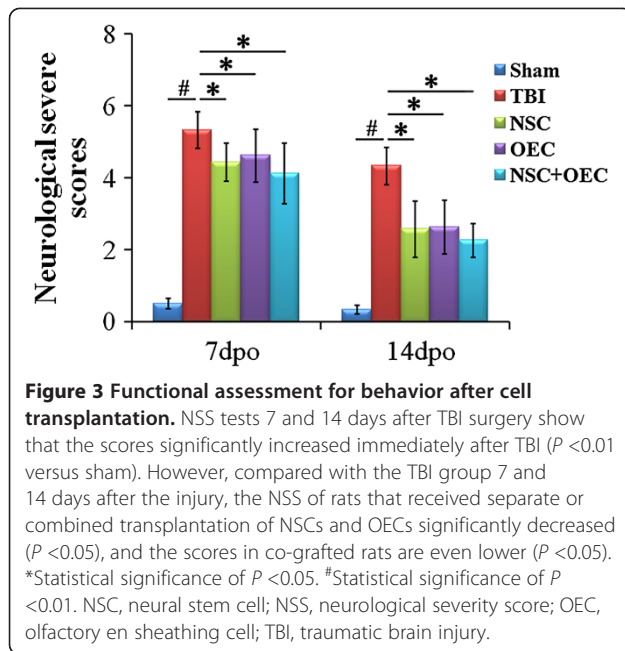 8
6
4
2
0
Neurological severe
scores
#
*
*
*
#
*
*
*
Sham
TBI
NSC
OEC
NSC+OEC
7dpo
14dpo
Figure 3 Functional assessment for behavior after cell
transplantation. NSS tests 7 and 14 days after TBI surgery show
that the scores significantly increased immediately after TBI (P <0.01
versus sham). However, compared with the TBI group 7 and
14 days after the injury, the NSS of rats that received separate or
combined transplantation of NSCs and OECs significantly decreased
(P <0.05), and the scores in co-grafted rats are even lower (P <0.05).
*Statistical significance of P <0.05. #Statistical significance of P
<0.01. NSC, neural stem cell; NSS, neurological severity score; OEC,
olfactory en sheathing cell; TBI, traumatic brain injury.